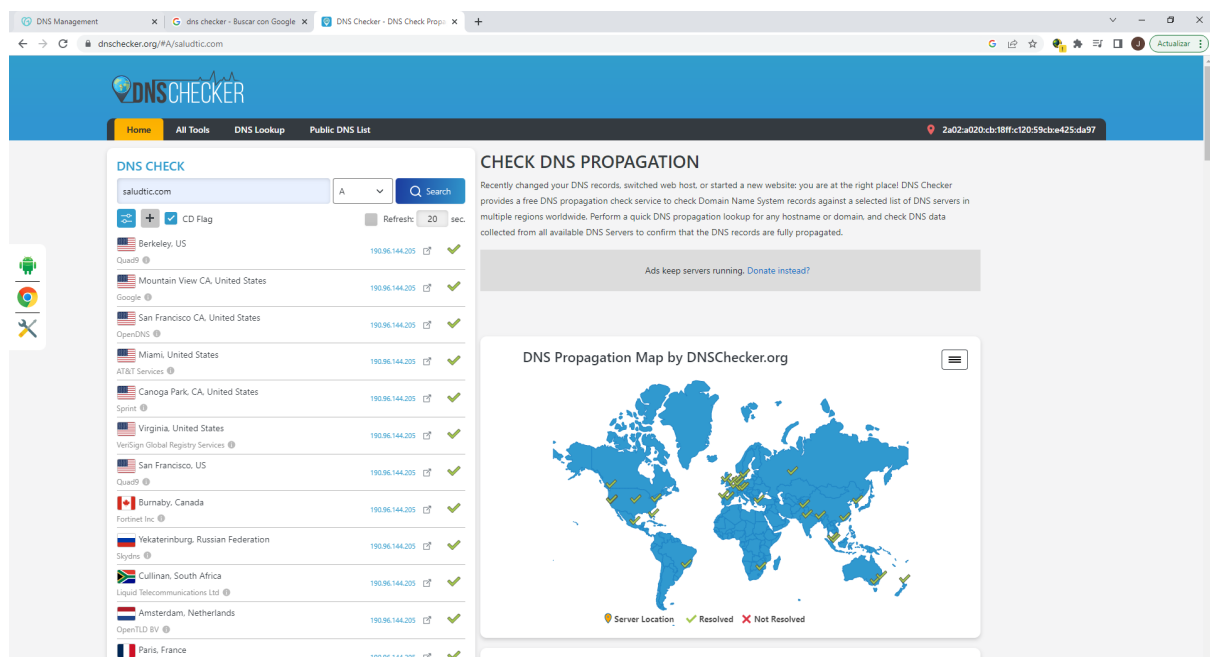 DNS Management
dns checker - Buscar con Google
DNS Checker - DNS Check Propa
dnschecker.org/#A/saludtic.com
Actualizar
DNSCHECKER
Home
All Tools
DNS Lookup
Public DNS List
2a02:a020:cb:18ff:c120:59cb:e425:da97
DNS CHECK
saludtic.com
A
Search
CD Flag
Refresh:
20
sec.
Berkeley, US
Quad9
190.96.144.205
Mountain View CA, United States
Google
190.96.144.205
San Francisco CA, United States
OpenDNS
190.96.144.205
Miami, United States
AT&T Services
190.96.144.205
Canoga Park, CA, United States
Sprint
190.96.144.205
Virginia, United States
VeriSign Global Registry Services
190.96.144.205
San Francisco, US
Quad9
190.96.144.205
Burnaby, Canada
Fortinet Inc
190.96.144.205
Yekaterinburg, Russian Federation
Skydns
190.96.144.205
Cullinan, South Africa
Liquid Telecommunications Ltd
190.96.144.205
Amsterdam, Netherlands
OpenTLD BV
190.96.144.205
Paris, France
CHECK DNS PROPAGATION
Recently changed your DNS records, switched web host, or started a new website: you are at the right place! DNS Checker
provides a free DNS propagation check service to check Domain Name System records against a selected list of DNS servers in
multiple regions worldwide. Perform a quick DNS propagation lookup for any hostname or domain, and check DNS data
collected from all available DNS Servers to confirm that the DNS records are fully propagated.
Ads keep servers running. Donate instead?
DNS Propagation Map by DNSChecker.org
Server Location
Resolved
Not Resolved